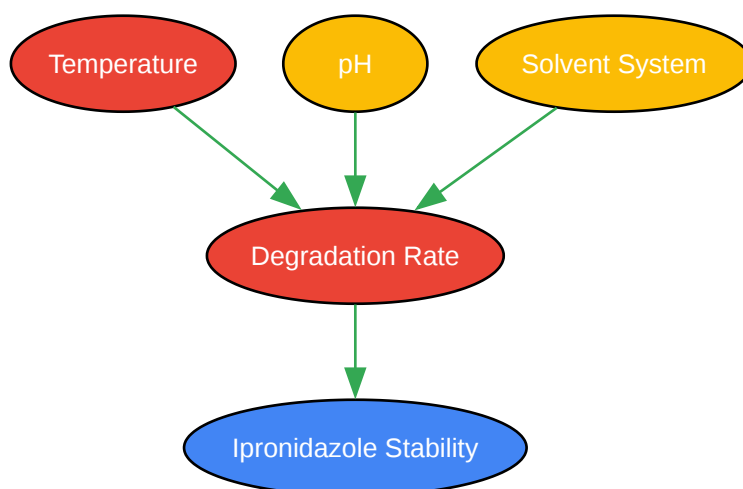 Temperature
pH
Solvent System
Degradation Rate
Ipronidazole Stability